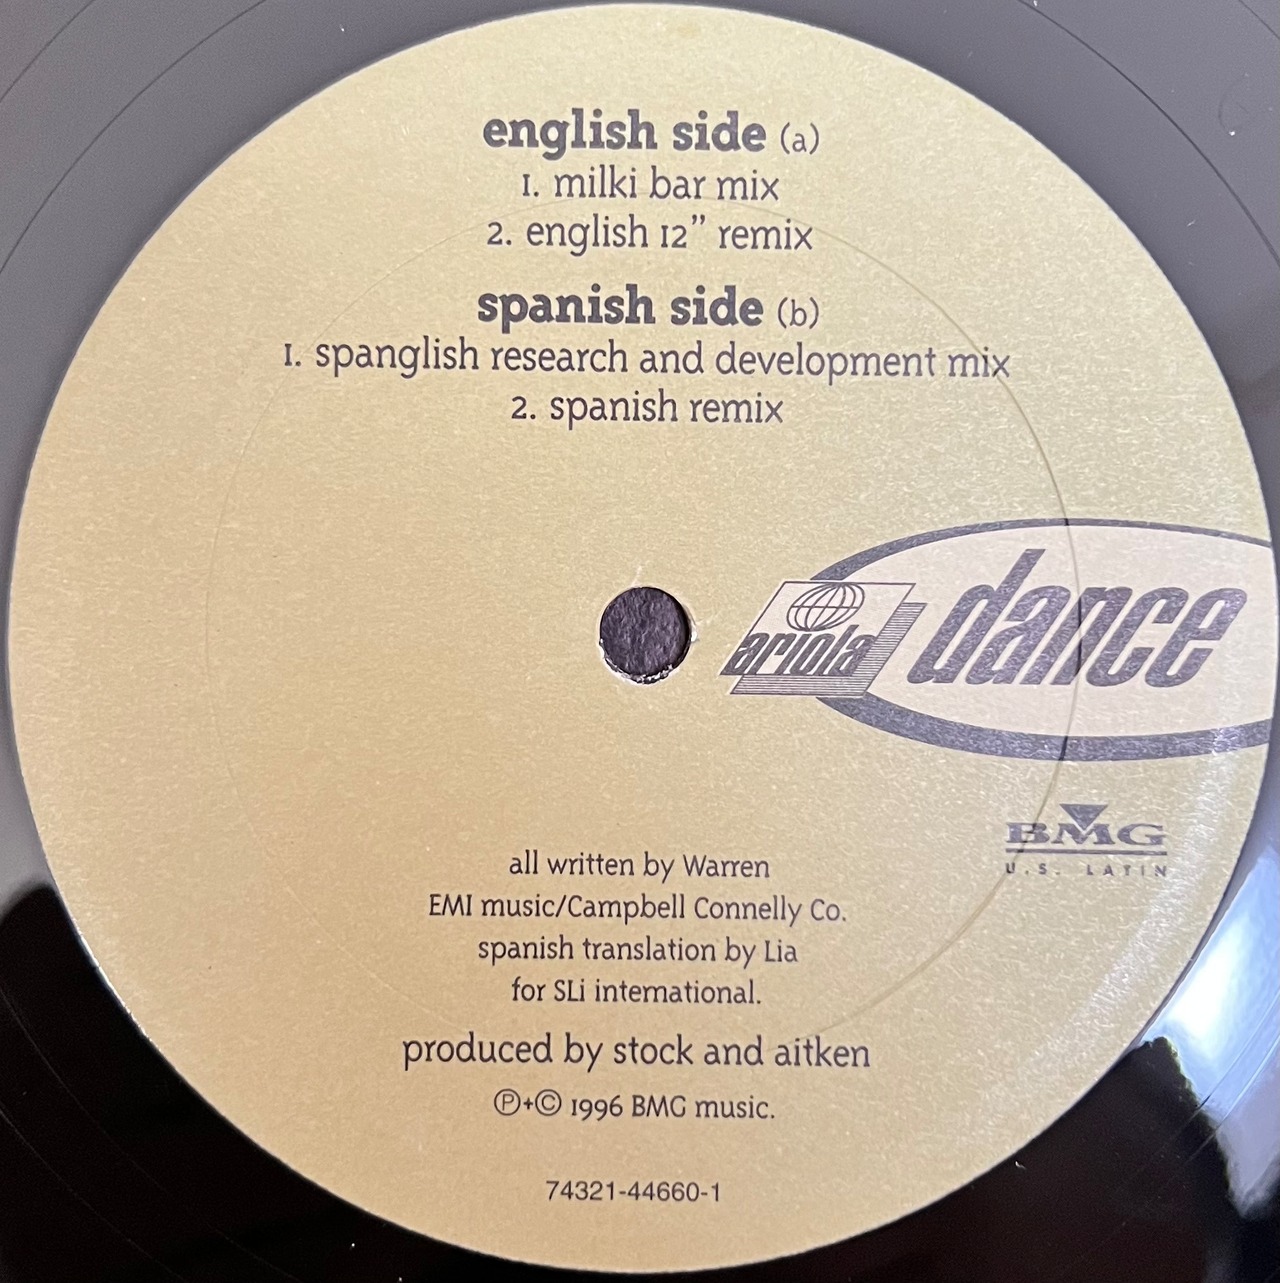 english side (a)
1. milki bar mix
2. english 12” remix
spanish side (b)
1. spanglish research and development mix
2. spanish remix
ariola dance
BMG
U.S. LATIN
all written by Warren
EMI music/Campbell Connelly Co.
spanish translation by Lia
for SLi international.
produced by stock and aitken
℗+© 1996 BMG music.
74321-44660-1